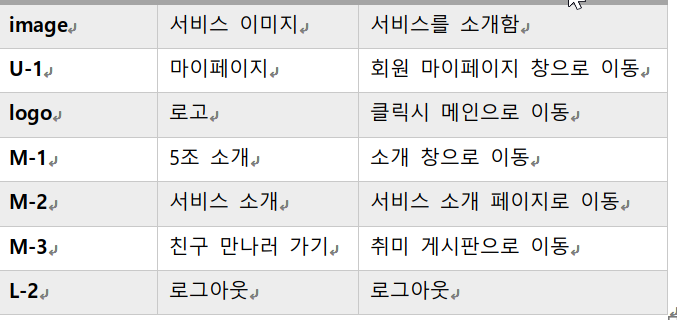 image 서비스 이미지 서비스를 소개함
U-1 마이페이지 회원 마이페이지 창으로 이동
logo 로고 클릭시 메인으로 이동
M-1 5조 소개 소개 창으로 이동
M-2 서비스 소개 서비스 소개 페이지로 이동
M-3 친구 만나러 가기 취미 게시판으로 이동
L-2 로그아웃 로그아웃